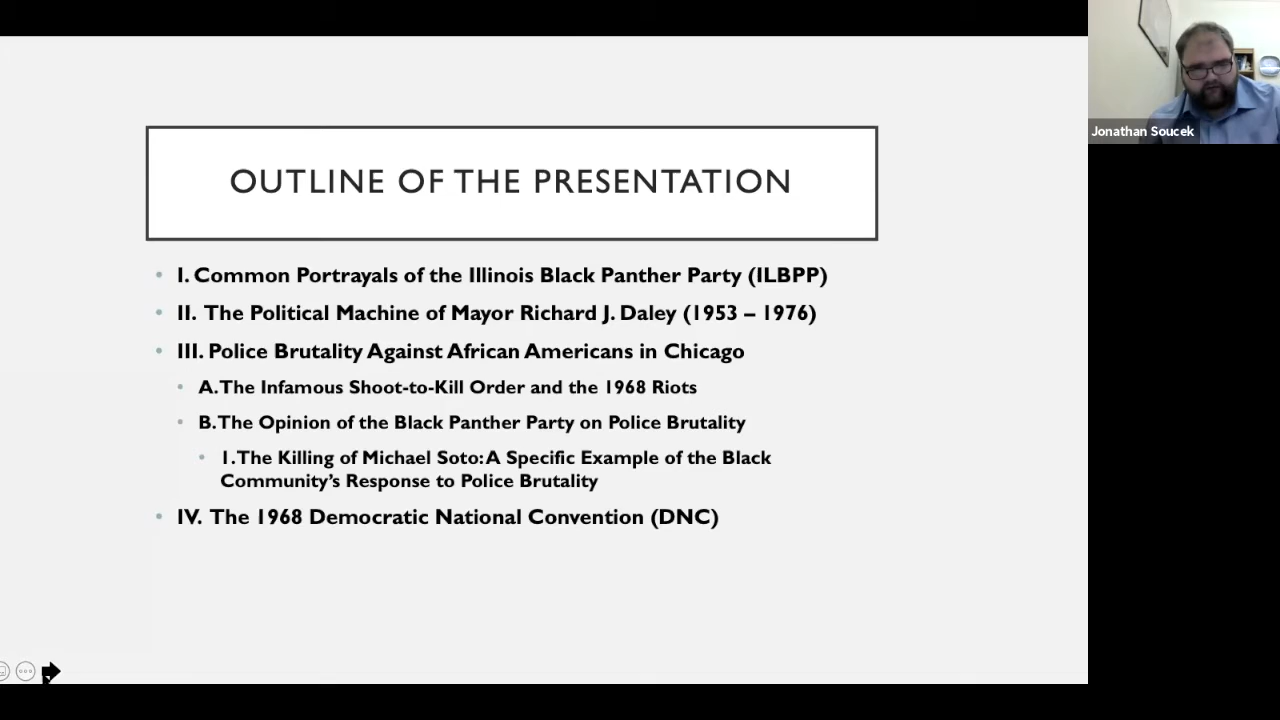 Jonathan Soucek
OUTLINE OF THE PRESENTATION
• I. Common Portrayals of the Illinois Black Panther Party (ILBPP)
• II. The Political Machine of Mayor Richard J. Daley (1953 – 1976)
• III. Police Brutality Against African Americans in Chicago
• A.The Infamous Shoot-to-Kill Order and the 1968 Riots
• B.The Opinion of the Black Panther Party on Police Brutality
• 1.The Killing of Michael Soto: A Specific Example of the Black
Community’s Response to Police Brutality
• IV. The 1968 Democratic National Convention (DNC)